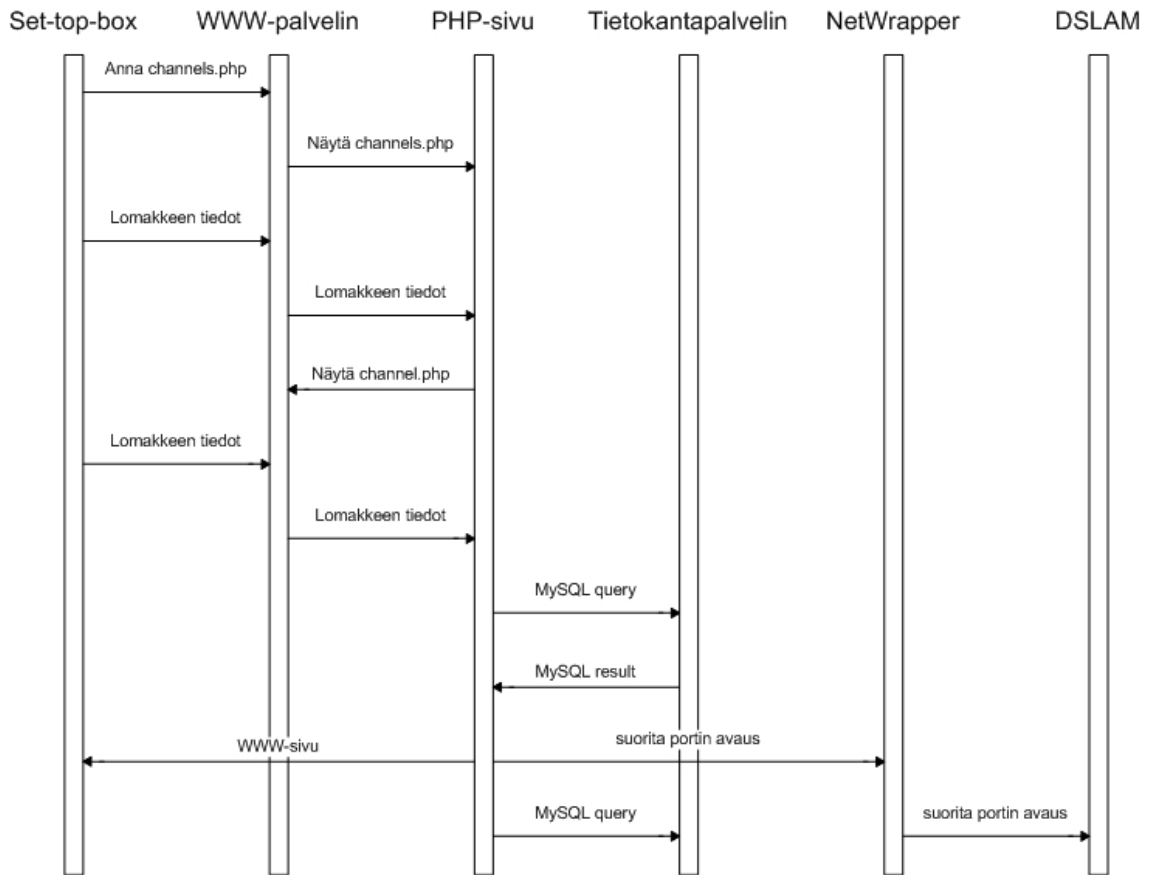 Set-top-box
WWW-palvelin
PHP-sivu
Tietokantapalvelin
NetWrapper
DSLAM
Anna channels.php
Näytä channels.php
Lomakkeen tiedot
Lomakkeen tiedot
Näytä channel.php
Lomakkeen tiedot
Lomakkeen tiedot
MySQL query
MySQL result
WWW-sivu
suorita portin avaus
MySQL query
suorita portin avaus